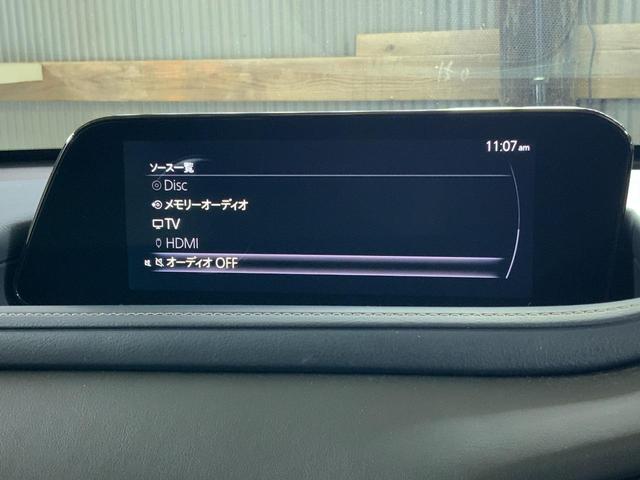 11:07am
ソース一覧
Disc
メモリーオーディオ
TV
HDMI
オーディオ OFF